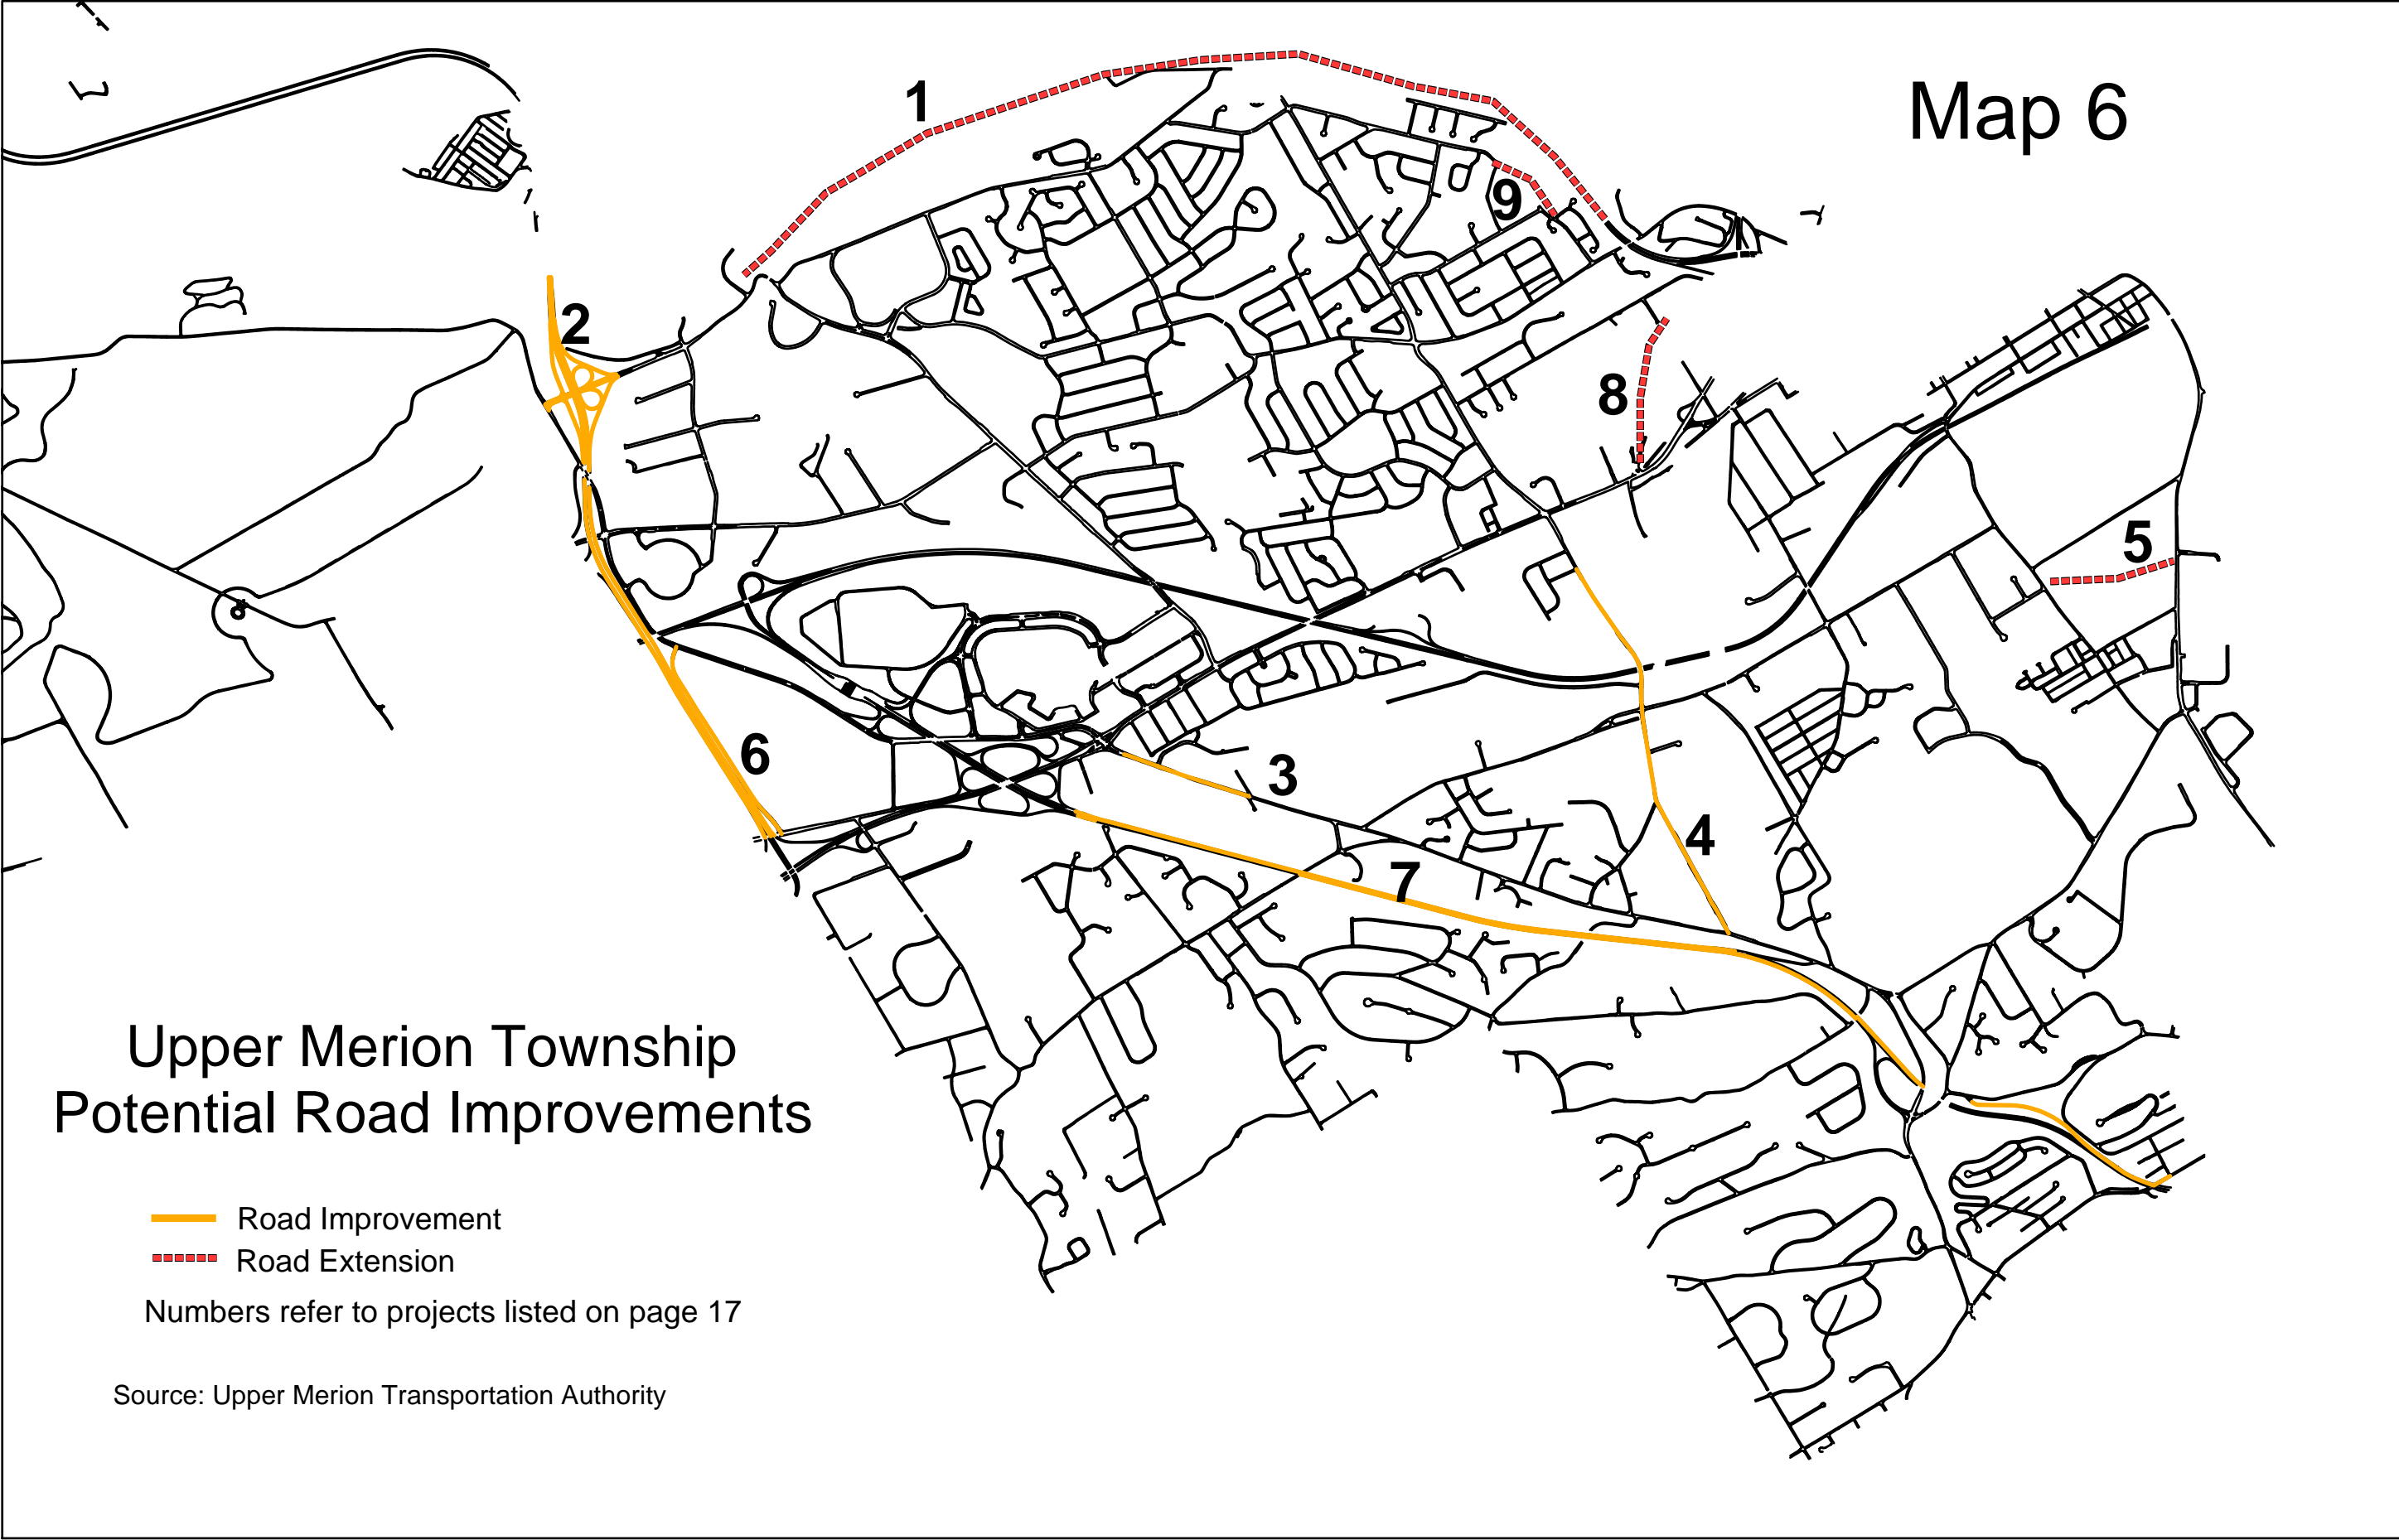 Map 6
1
2
9
8
5
6
3
4
7
Upper Merion Township
Potential Road Improvements
Road Improvement
Road Extension
Numbers refer to projects listed on page 17
Source: Upper Merion Transportation Authority